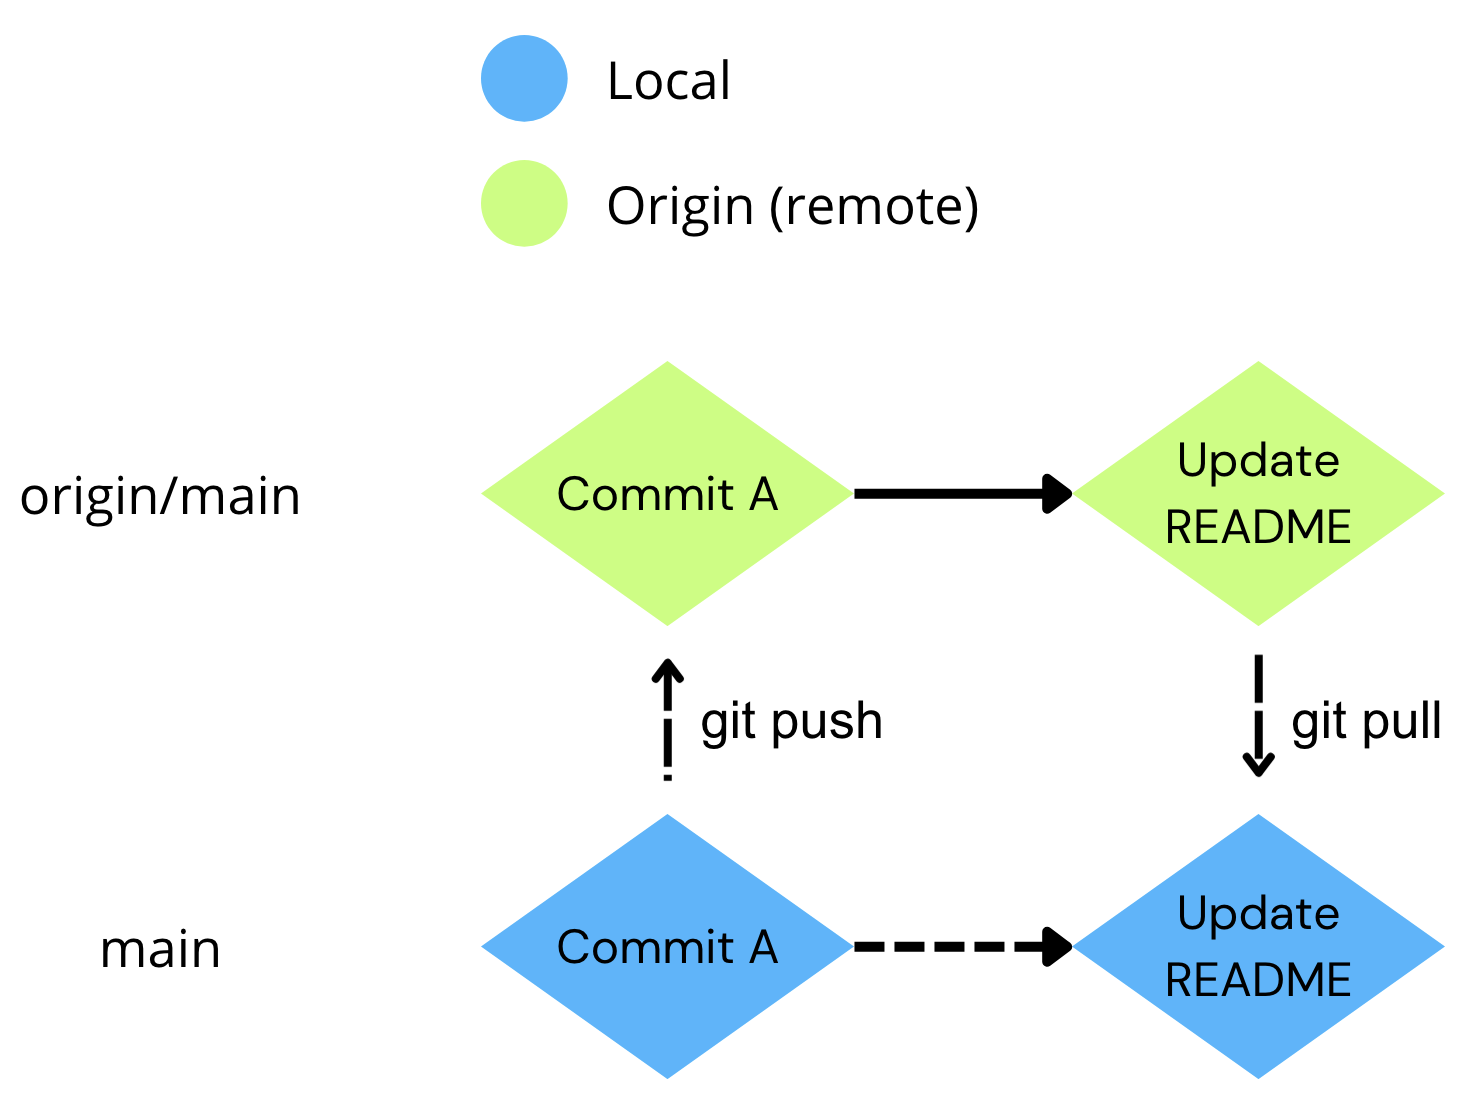 Local
Origin (remote)
origin/main
Commit A
Update
README
git push
git pull
main
Commit A
Update
README